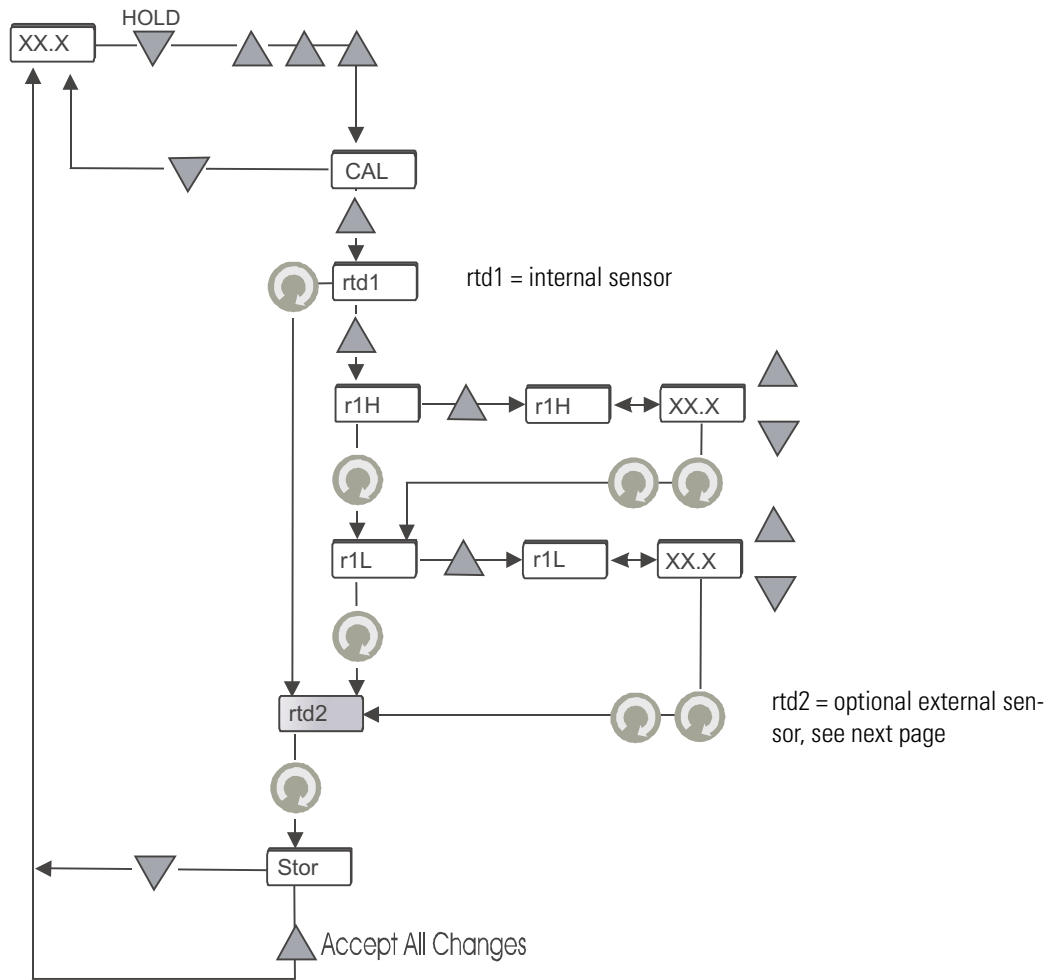 HOLD
XX.X
CAL
rtd1
rtd1 = internal sensor
r1H
r1H
XX.X
r1L
r1L
XX.X
rtd2
rtd2 = optional external sen-
sor, see next page
Stor
Accept All Changes